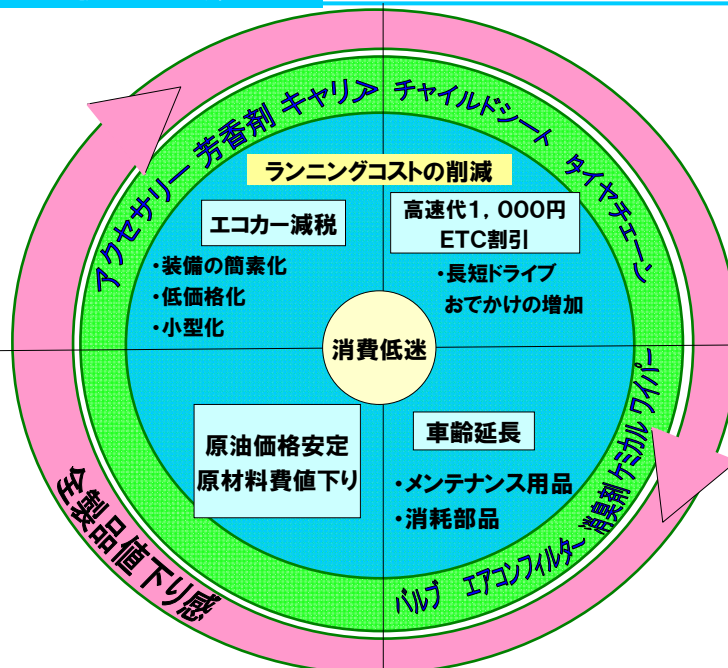 アクセサリー 芳香剤 キャリア
チャイルドシート タイヤチェーン
ランニングコストの削減
エコカー減税
・装備の簡素化
・低価格化
・小型化
高速代1,000円
ETC割引
・長短ドライブ
おでかけの増加
消費低迷
原油価格安定
原材料費値下り
車齢延長
・メンテナンス用品
・消耗部品
バルブ エアコンフィルター 消臭剤 ケミカル ワイパー
全製品値下り感